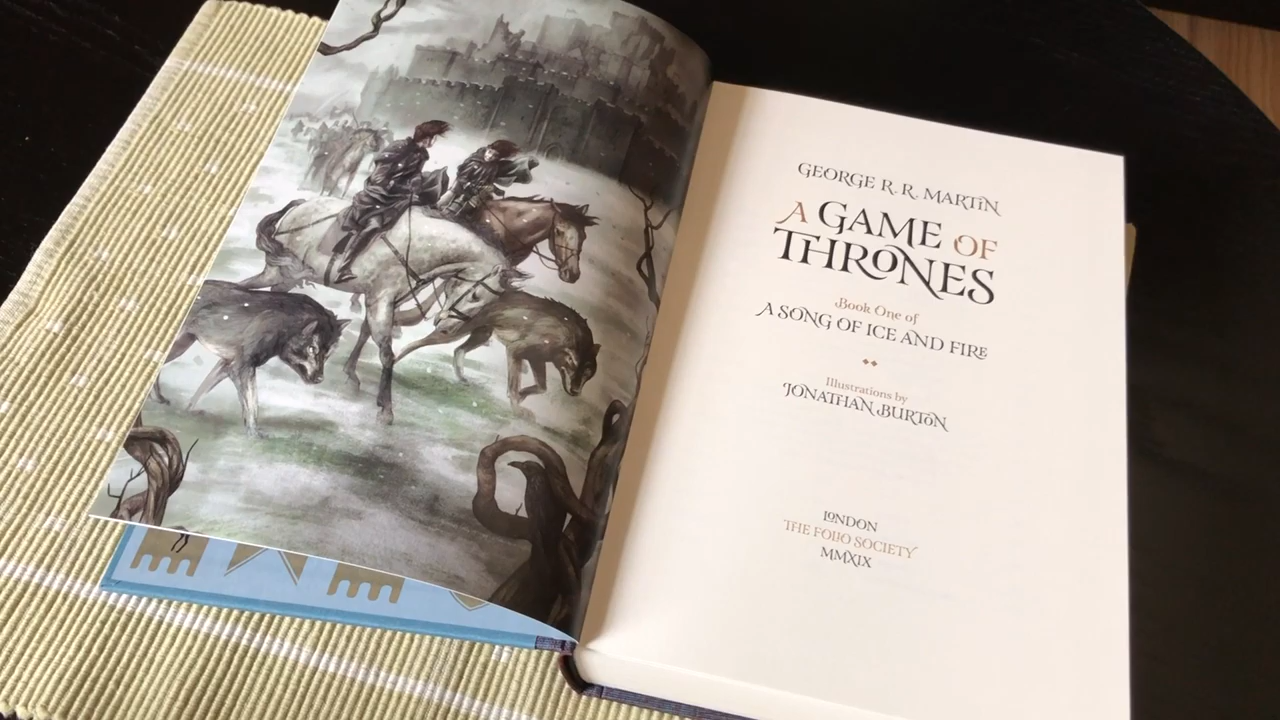 GEORGE R. R. MARTIN
A GAME OF
THRONES
Book One of
A SONG OF ICE AND FIRE
Illustrations by
JONATHAN BURTON
LONDON
THE FOLIO SOCIETY
MMXIX